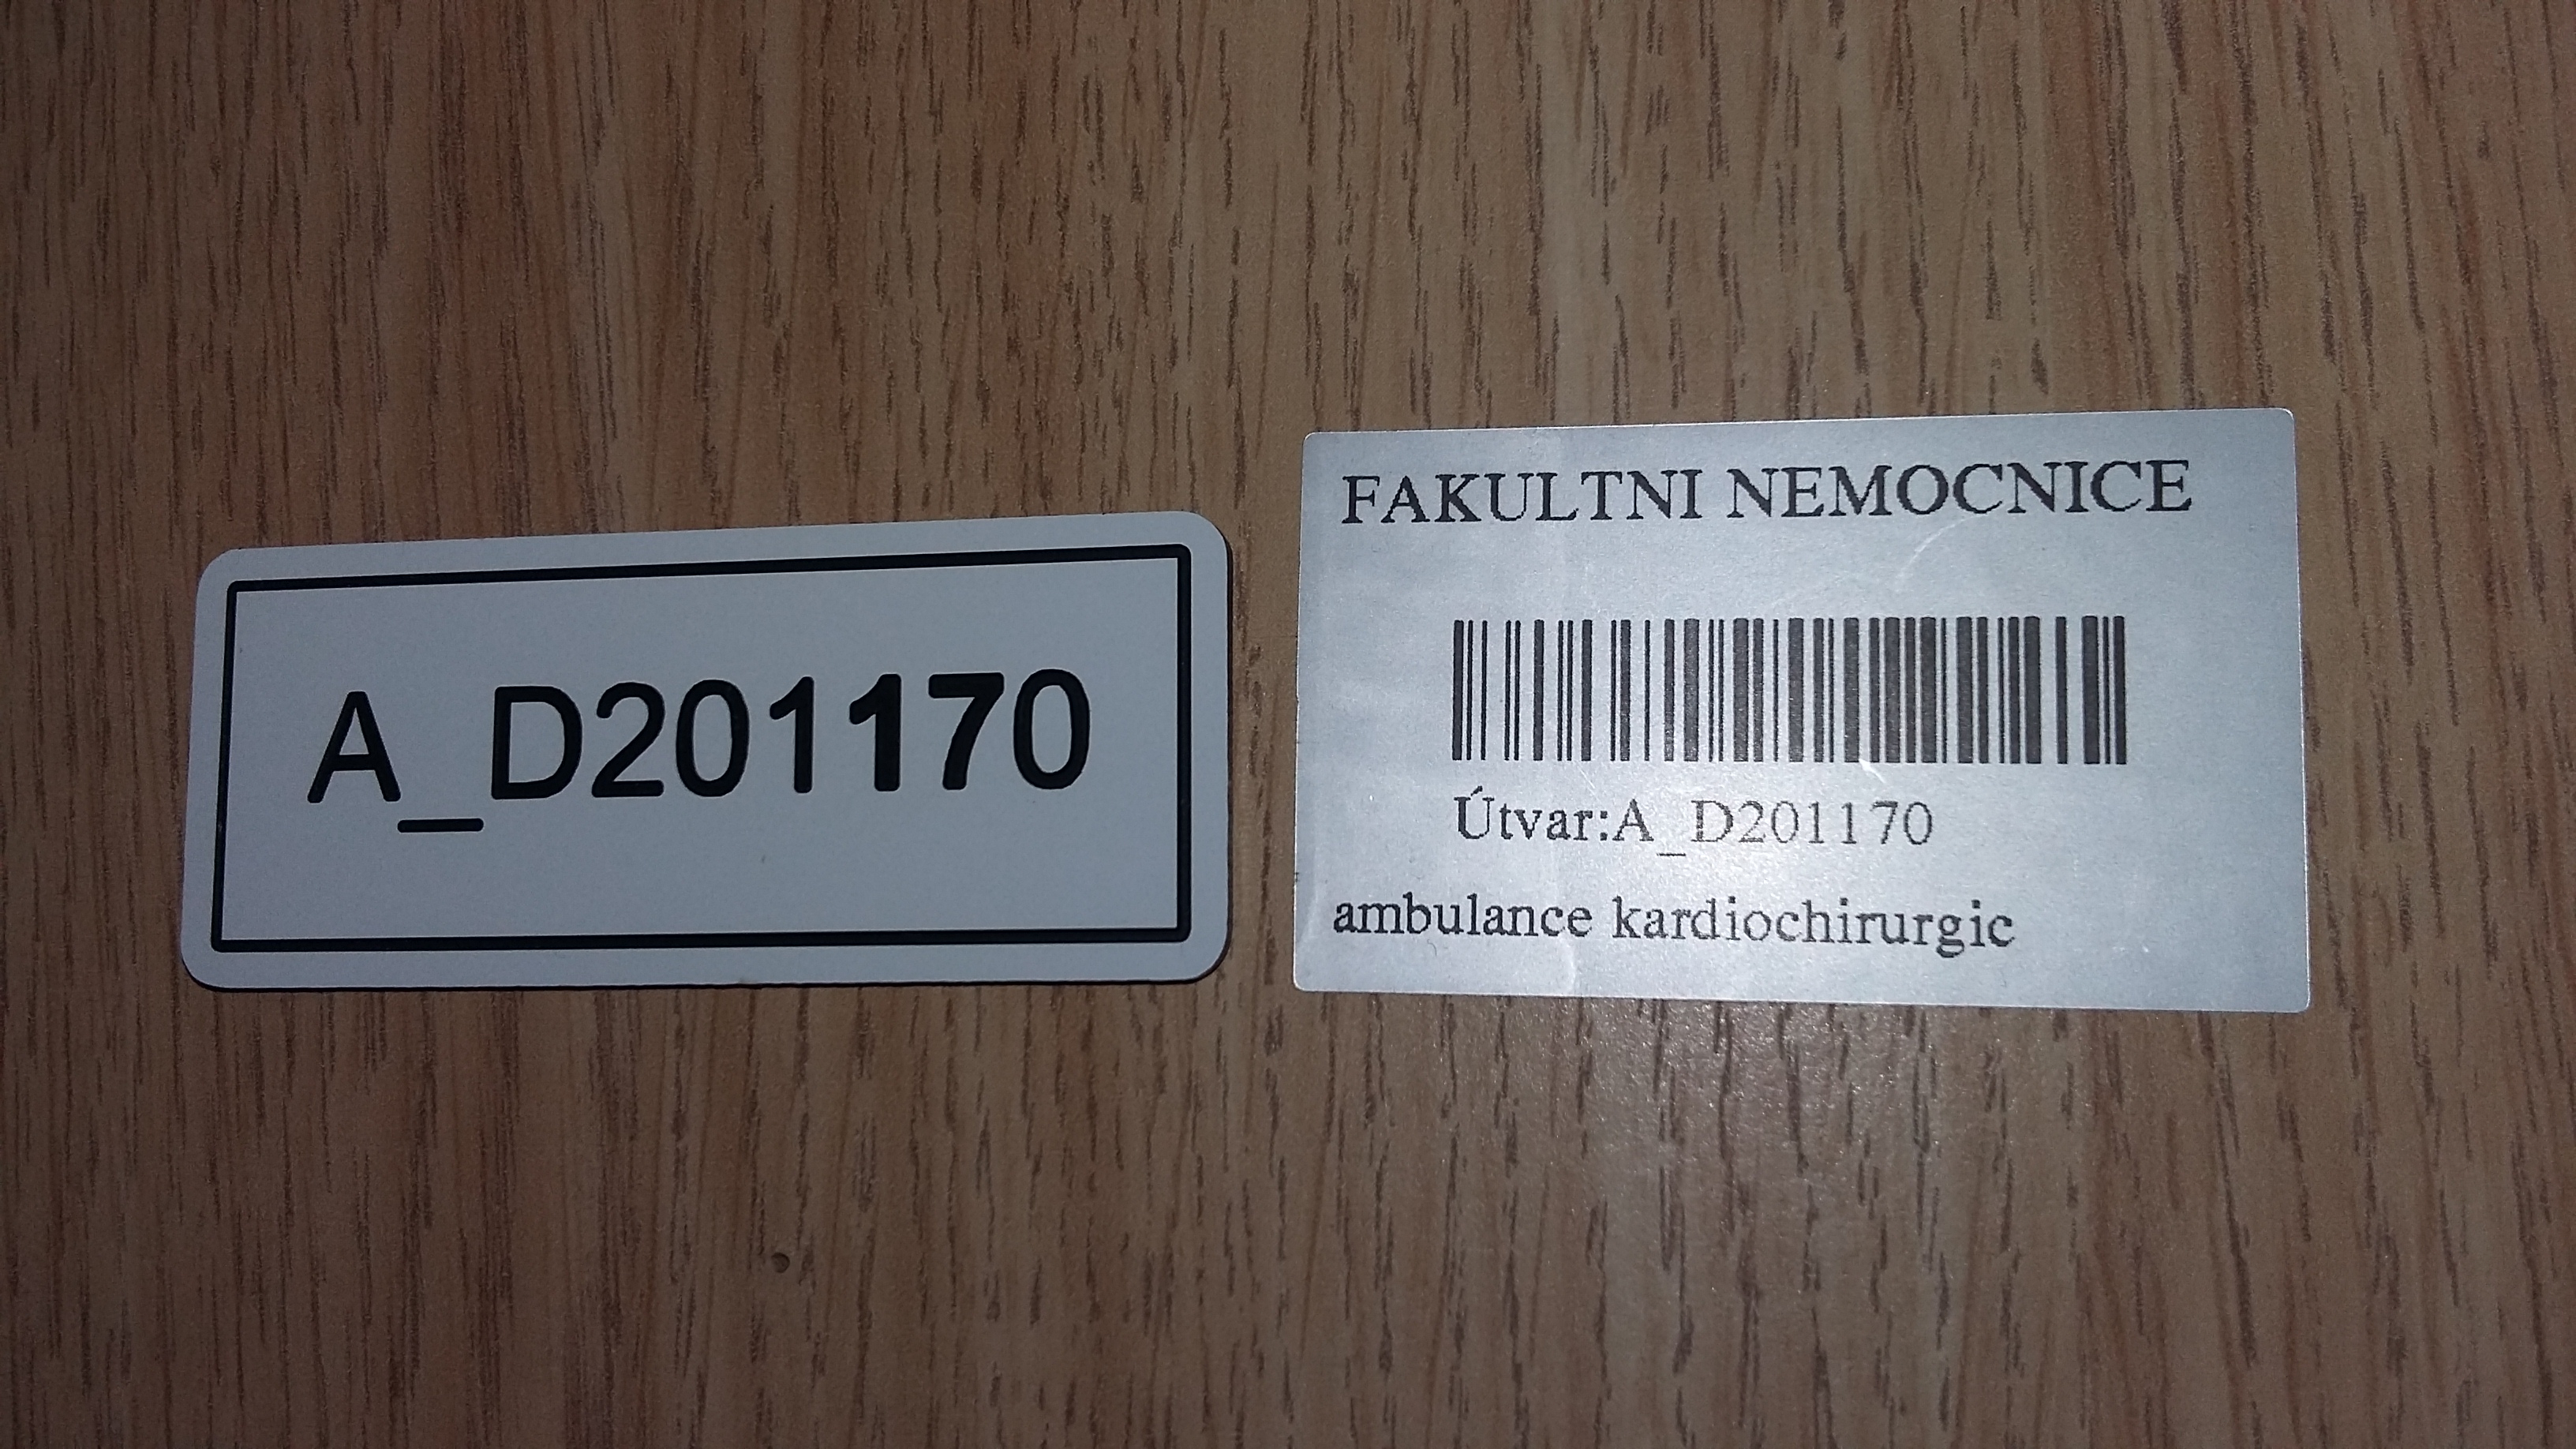 A_D201170
FAKULTNI NEMOCNICE
Útvar:A_D201170
ambulance kardiochirurgic